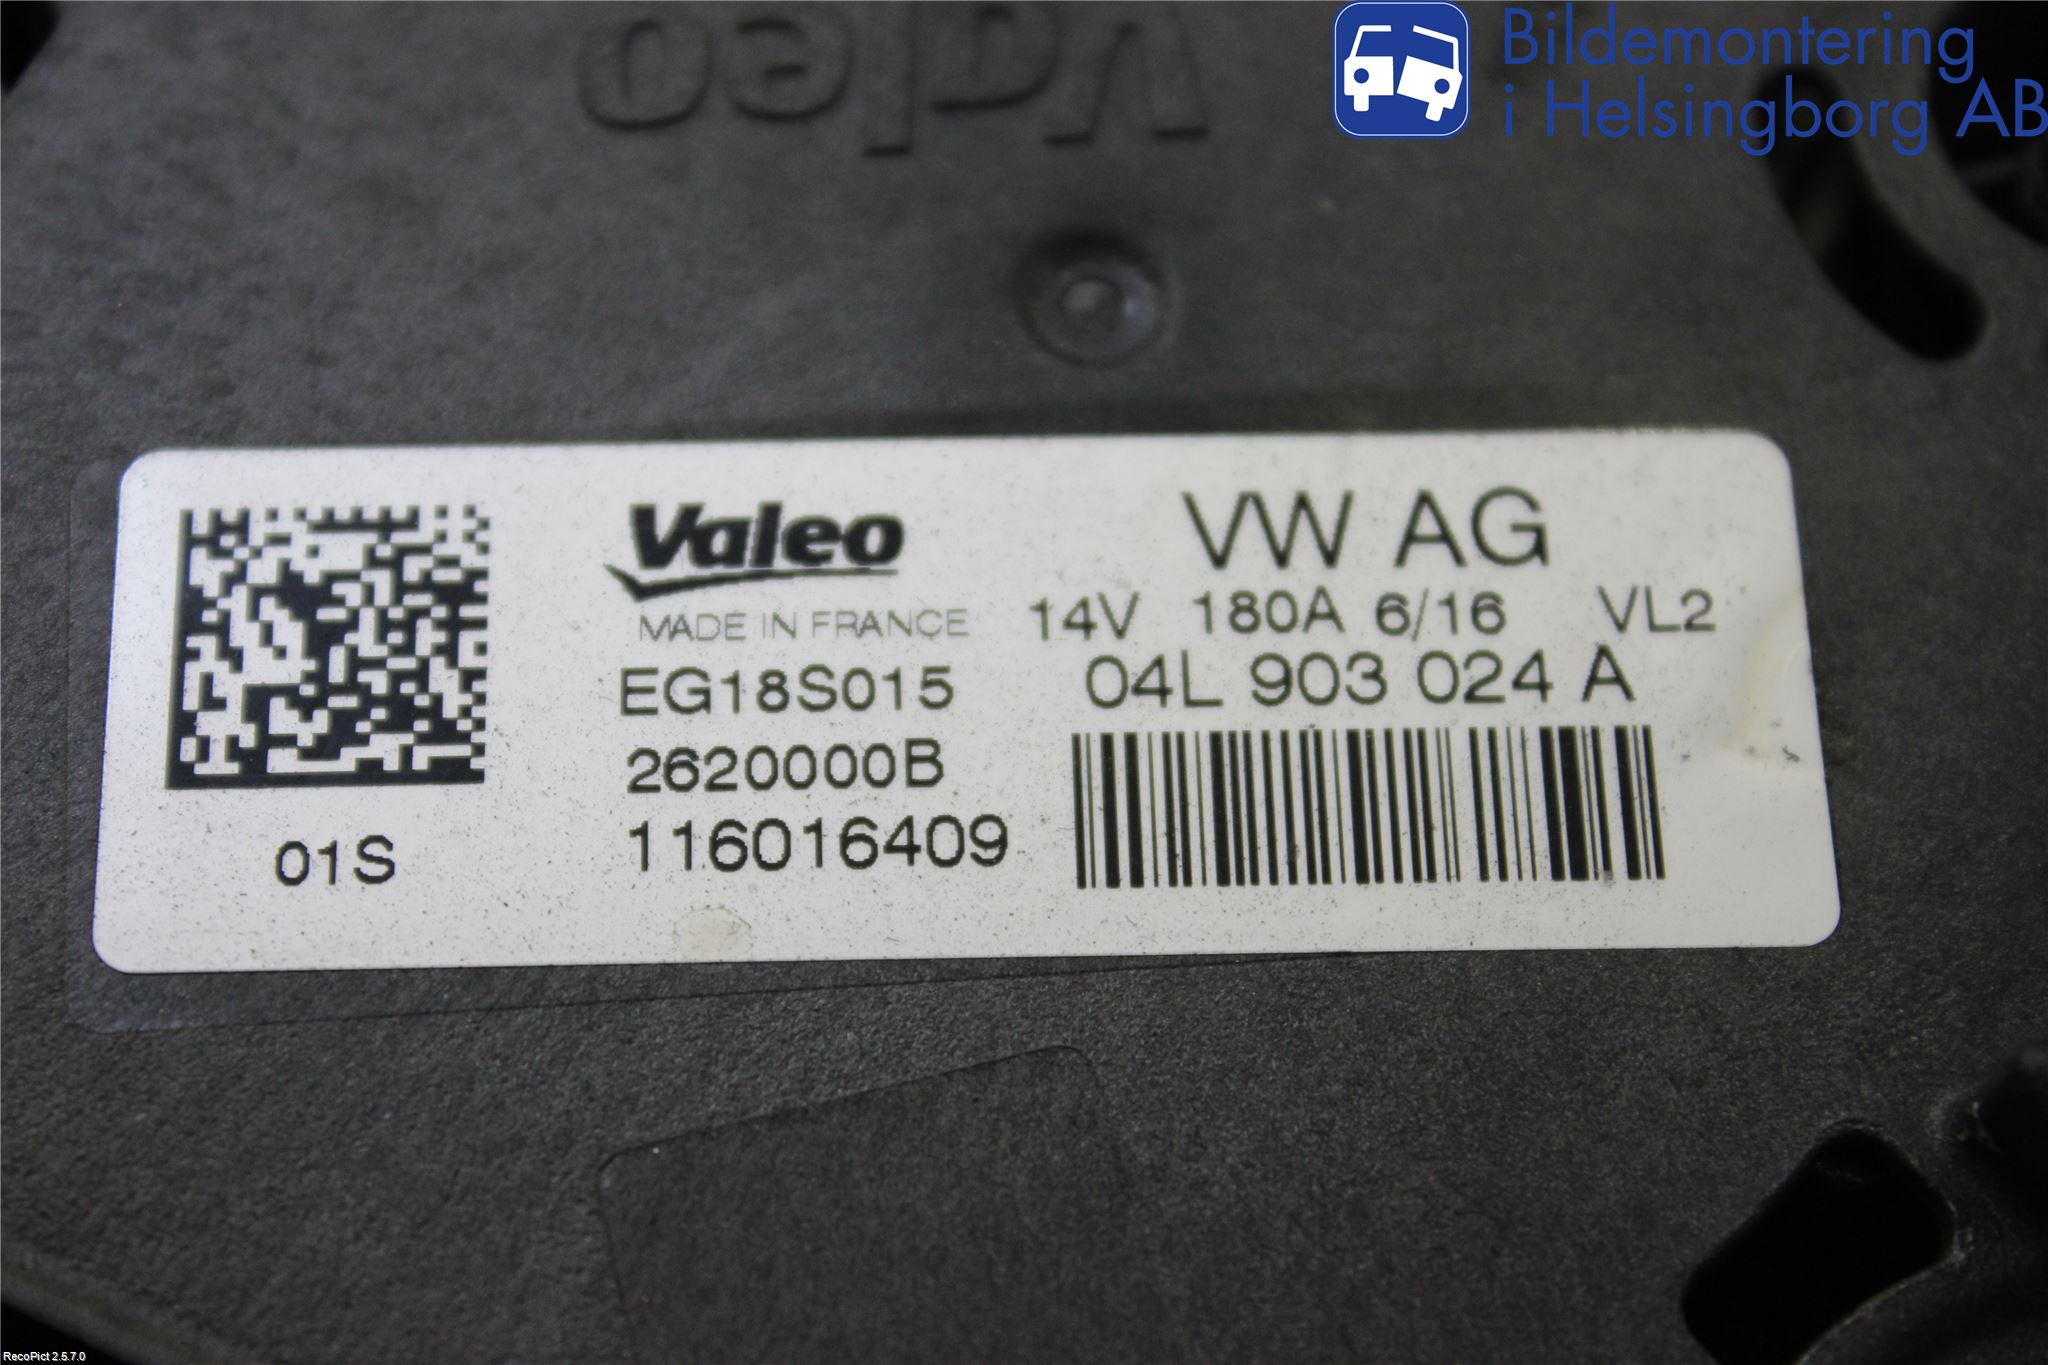 Valeo
Bildemontering
i Helsingborg AB
Valeo
MADE IN FRANCE
EG18S015
2620000B
116016409
01S
VW AG
14V 180A 6/16 VL2
04L 903 024 A
RecoPict 2.5.7.0